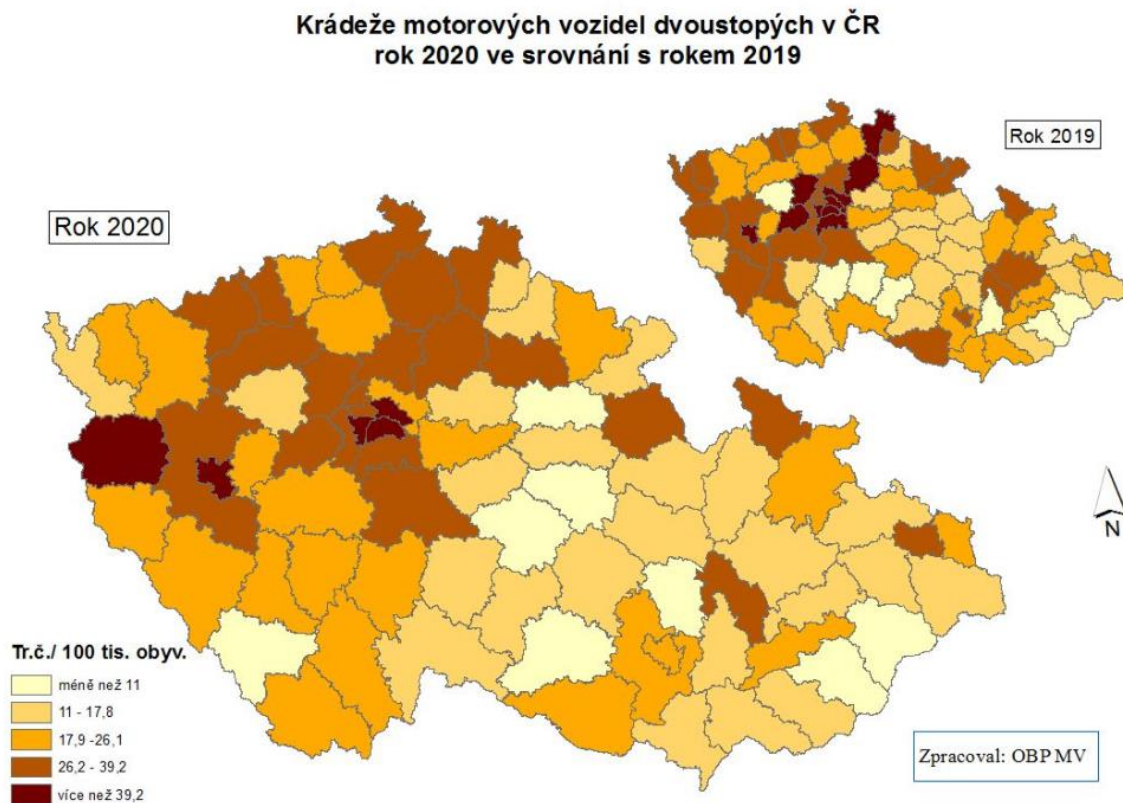 Krádeže motorových vozidel dvoustopých v ČR
rok 2020 ve srovnání s rokem 2019
Rok 2019
Rok 2020
N
Tr.č./ 100 tis. obyv.
méně než 11
11 - 17,8
17,9 -26,1
26,2 - 39,2
více než 39,2
Zpracoval: OBP MV